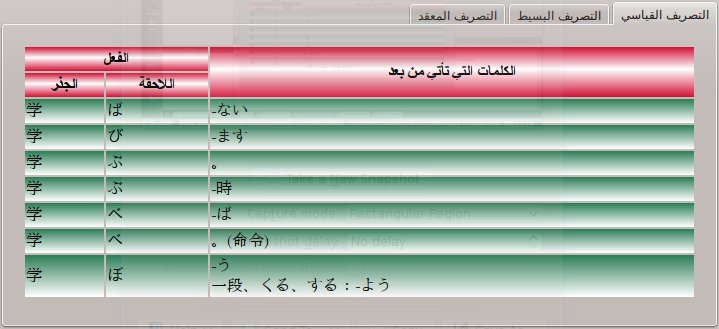 التصريف القياسي
التصريف البسيط
التصريف المعقد
الفعل
الكلمات التي تأتي من بعد
الجذر
اللاحقة
学 ば -ない
学 び -ます
学 ぶ 。
学 ぶ -時
学 べ -ば
学 べ 。(命令)
学 ぼ -う
一段、くる、する：-よう
Take a New Snapshot
Capture mode: Rectangular Region
shot delay: No delay